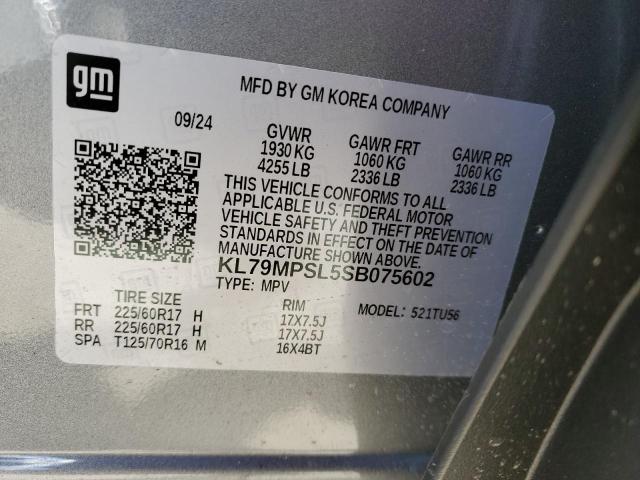 gm
MFD BY GM KOREA COMPANY
09/24
GVWR GAWR FRT GAWR RR
1930 KG 1060 KG 1060 KG
4255 LB 2336 LB 2336 LB
THIS VEHICLE CONFORMS TO ALL
APPLICABLE U.S. FEDERAL MOTOR
VEHICLE SAFETY AND THEFT PREVENTION
STANDARDS IN EFFECT ON THE DATE OF
MANUFACTURE SHOWN ABOVE.
KL79MPSL5SB075602
TYPE: MPV
TIRE SIZE RIM MODEL: 521TU56
FRT 225/60R17 H 17X7.5J
RR 225/60R17 H 17X7.5J
SPA T125/70R16 M 16X4BT